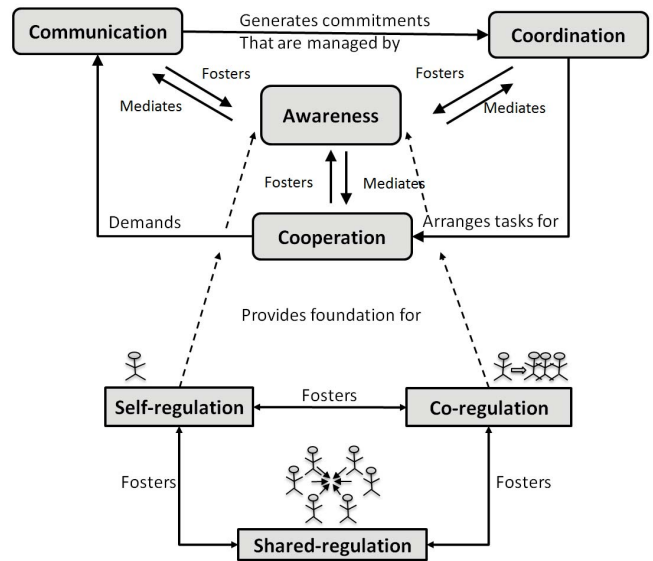 Generates commitments
Communication
Coordination
That are managed by
Fosters
Fosters
Mediates
Mediates
Awareness
Fosters
Mediates
Demands
Arranges tasks for
Cooperation
Provides foundation for
Self-regulation
Fosters
Co-regulation
Fosters
Fosters
Shared-regulation